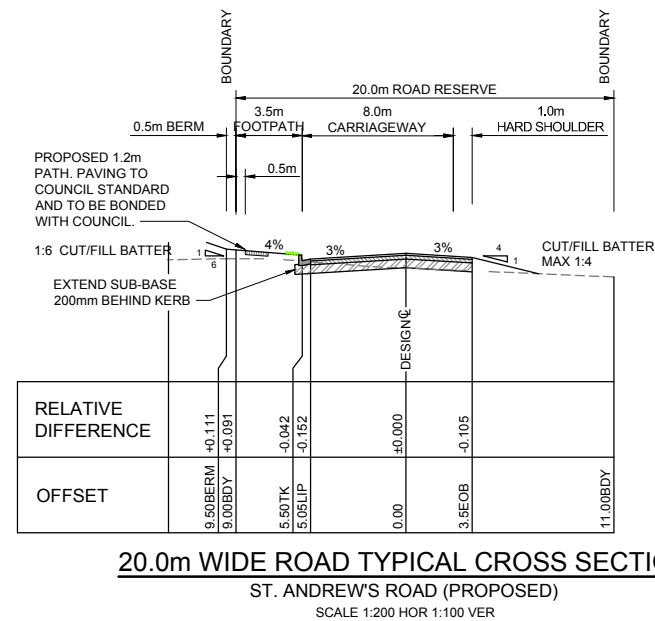 BOUNDARY
BOUNDARY
20.0m ROAD RESERVE
3.5m
FOOTPATH
8.0m
CARRIAGEWAY
1.0m
HARD SHOULDER
0.5m BERM
0.5m
PROPOSED 1.2m
PATH. PAVING TO
COUNCIL STANDARD
AND TO BE BONDED
WITH COUNCIL.
4%
3%
3%
1:6 CUT/FILL BATTER
1
6
4
1
CUT/FILL BATTER
MAX 1:4
EXTEND SUB-BASE
200mm BEHIND KERB
DESIGN ℄
RELATIVE
DIFFERENCE
+0.111
+0.091
-0.042
-0.152
±0.000
-0.105
OFFSET
9.50BERM
9.00BDY
5.50TK
5.05LIP
0.00
3.5EOB
11.00BDY
20.0m WIDE ROAD TYPICAL CROSS SECTI
ST. ANDREW'S ROAD (PROPOSED)
SCALE 1:200 HOR 1:100 VER